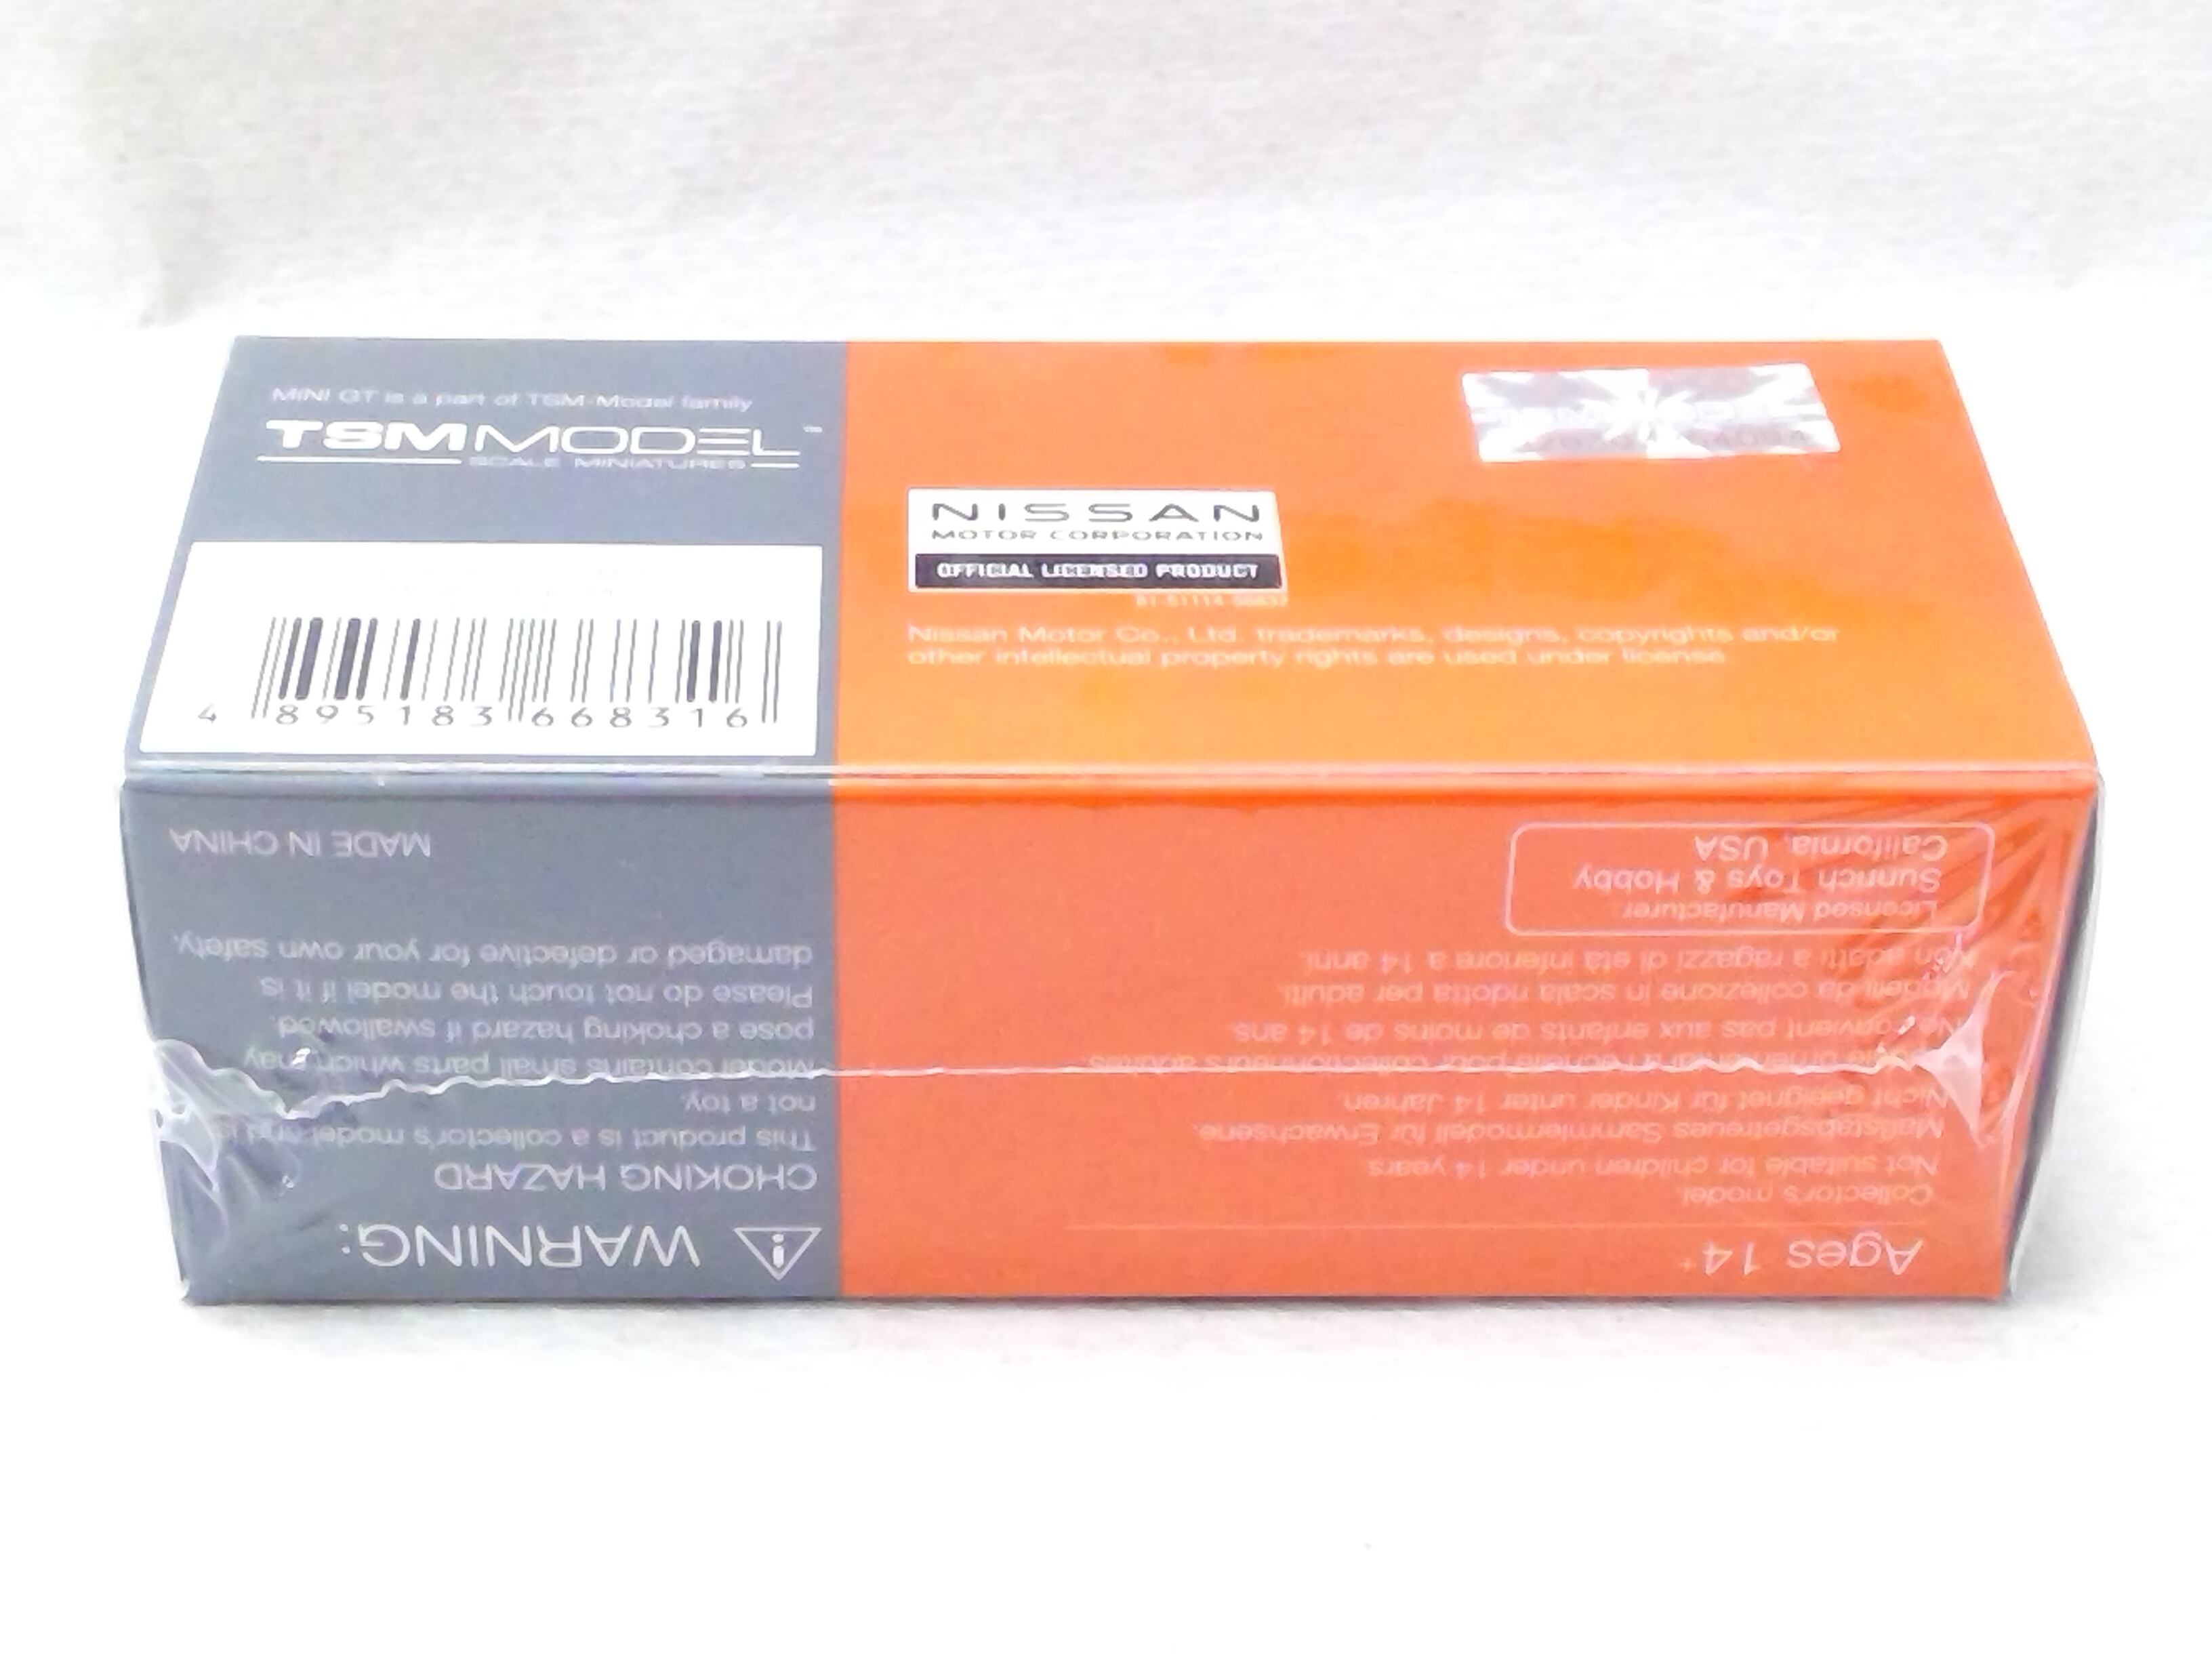 MINI GT is a part of TSM-Model family
TSMMODEL™
SCALE MINIATURES
4 895183 668316
NISSAN
MOTOR CORPORATION
OFFICIAL LICENSED PRODUCT
Nissan Motor Co., Ltd. trademarks, designs, copyrights and/or
other intellectual property rights are used under license.
WARNING:
CHOKING HAZARD
This product is a collector's model and is
not a toy.
Model contains small parts which may
pose a choking hazard if swallowed.
Please do not touch the model if it is
damaged or defective for your own safety.
MADE IN CHINA
Ages 14+
Collector's model.
Not suitable for children under 14 years.
Maßstabsgetreues Sammlermodell für Erwachsene.
Nicht geeignet für Kinder unter 14 Jahren.
à échelle pour collectionneurs adultes.
Ne convient pas aux enfants de moins de 14 ans.
Modelli da collezione in scala ridotta per adulti.
Non adatti a ragazzi di età inferiore a 14 anni.
Licensed Manufacturer:
Sunrich Toys & Hobby
California, USA